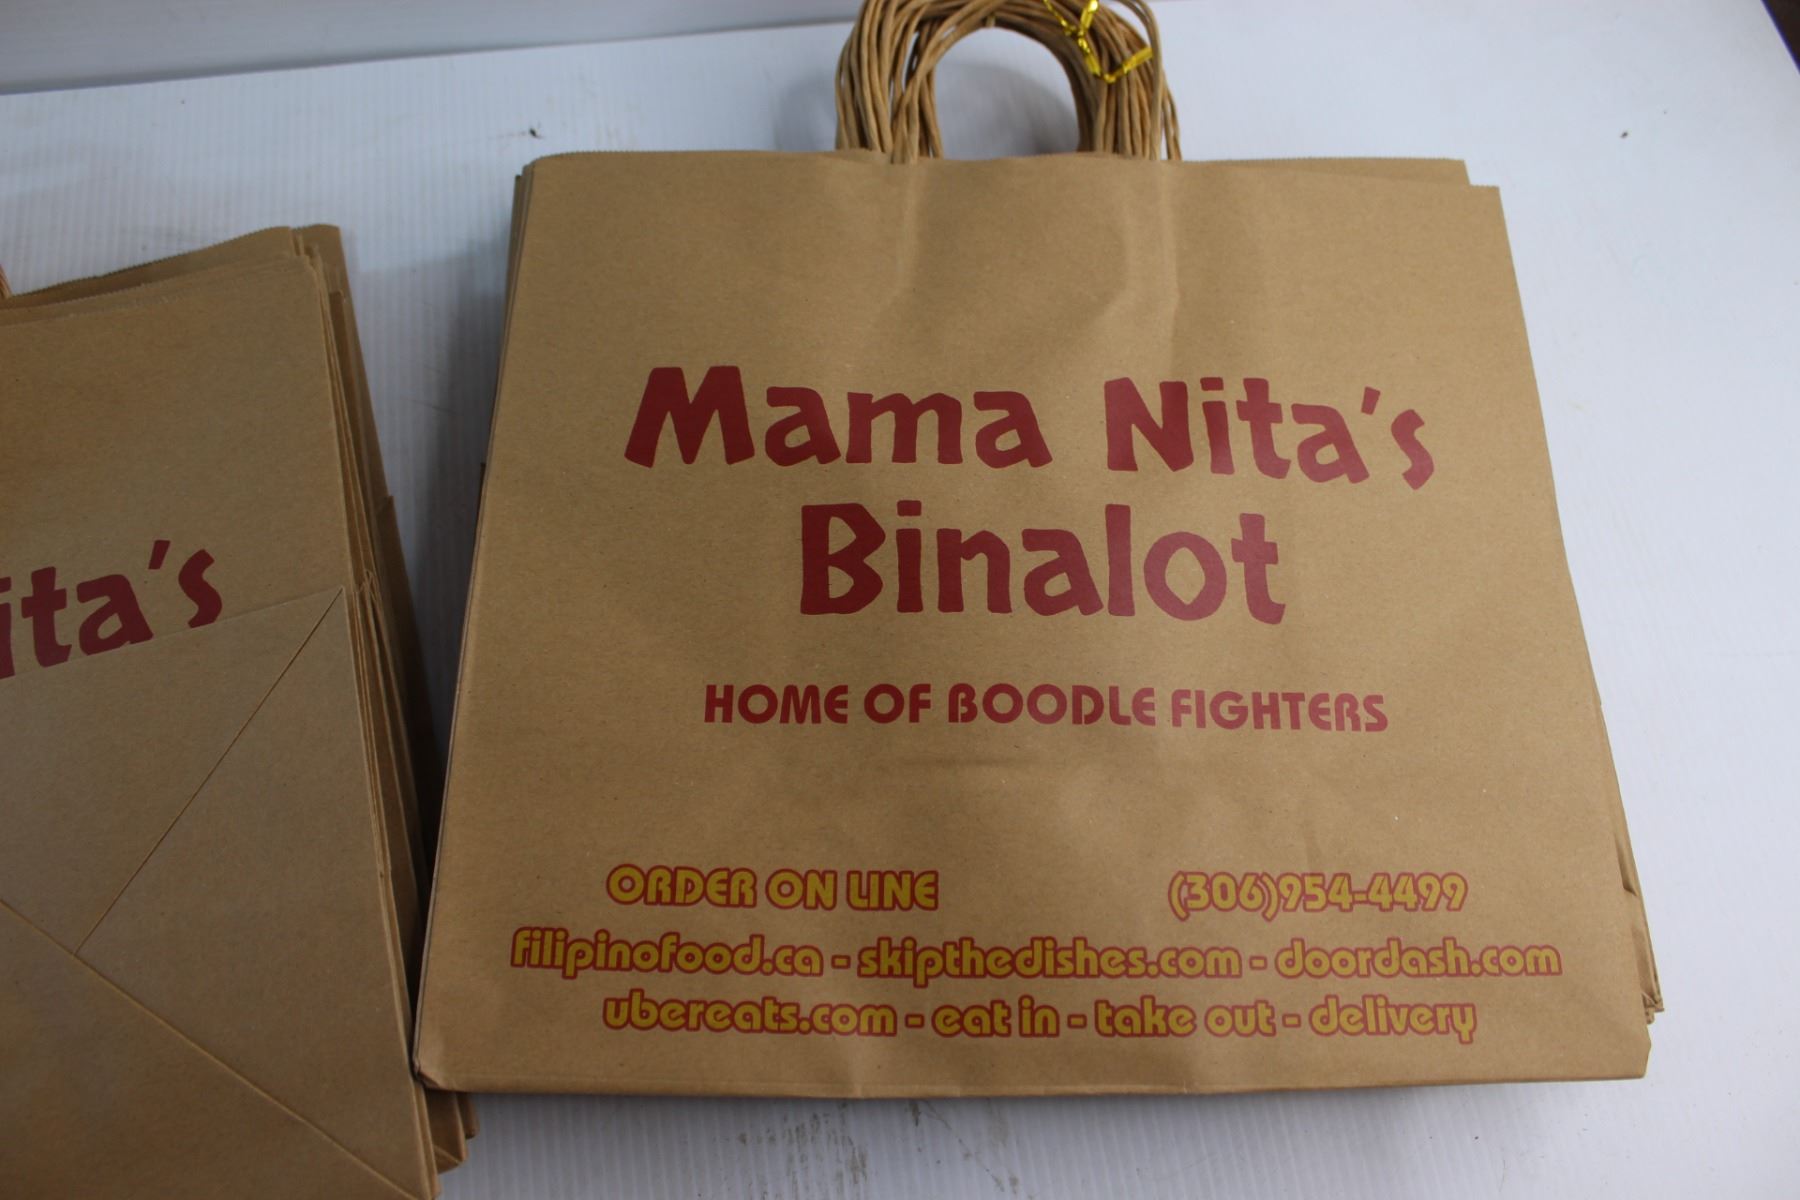 Mama Nita's
Binalot
HOME OF BOODLE FIGHTERS
ORDER ON LINE (306)954-4499
filipinofood.ca - skipthedishes.com - doordash.com
ubereats.com - eat in - take out - delivery
ita's